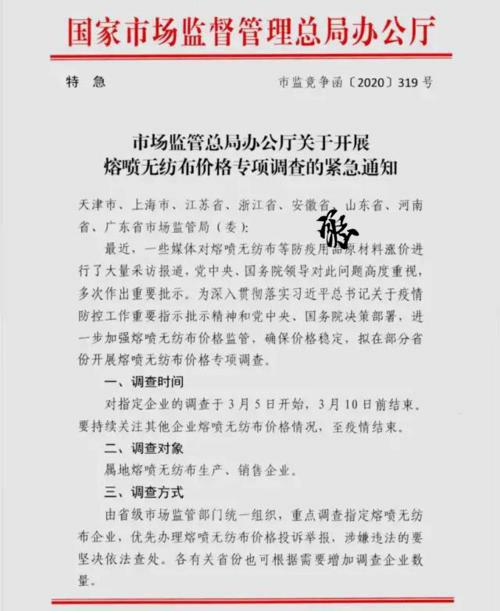 国家市场监督管理总局办公厅
特 急 市监竞争函〔2020〕319 号
市场监管总局办公厅关于开展
熔喷无纺布价格专项调查的紧急通知
天津市、上海市、江苏省、浙江省、安徽省、山东省、河南
省、广东省市场监管局（委）：
最近，一些媒体对熔喷无纺布等防疫用品原材料涨价进
行了大量采访报道，党中央、国务院领导对此问题高度重视，
多次作出重要批示。为深入贯彻落实习近平总书记关于疫情
防控工作重要指示批示精神和党中央、国务院决策部署，进
一步加强熔喷无纺布价格监管，确保价格稳定，拟在部分省
份开展熔喷无纺布价格专项调查。
一、调查时间
对指定企业的调查于 3 月 5 日开始，3 月 10 日前结束。
要持续关注其他企业熔喷无纺布价格情况，至疫情结束。
二、调查对象
属地熔喷无纺布生产、销售企业。
三、调查方式
由省级市场监管部门统一组织，重点调查指定熔喷无纺
布企业，优先办理熔喷无纺布价格投诉举报，涉嫌违法的要
坚决依法查处。各有关省份也可根据需要增加调查企业数
量。